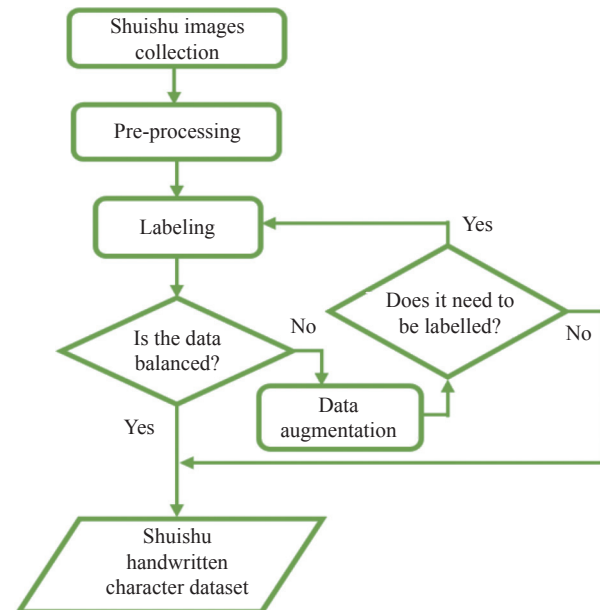 Shuishu images
collection
Pre-processing
Labeling
Yes
Does it need to
be labelled?
No
Is the data
balanced?
No
Data
augmentation
Yes
Shuishu
handwritten
character dataset